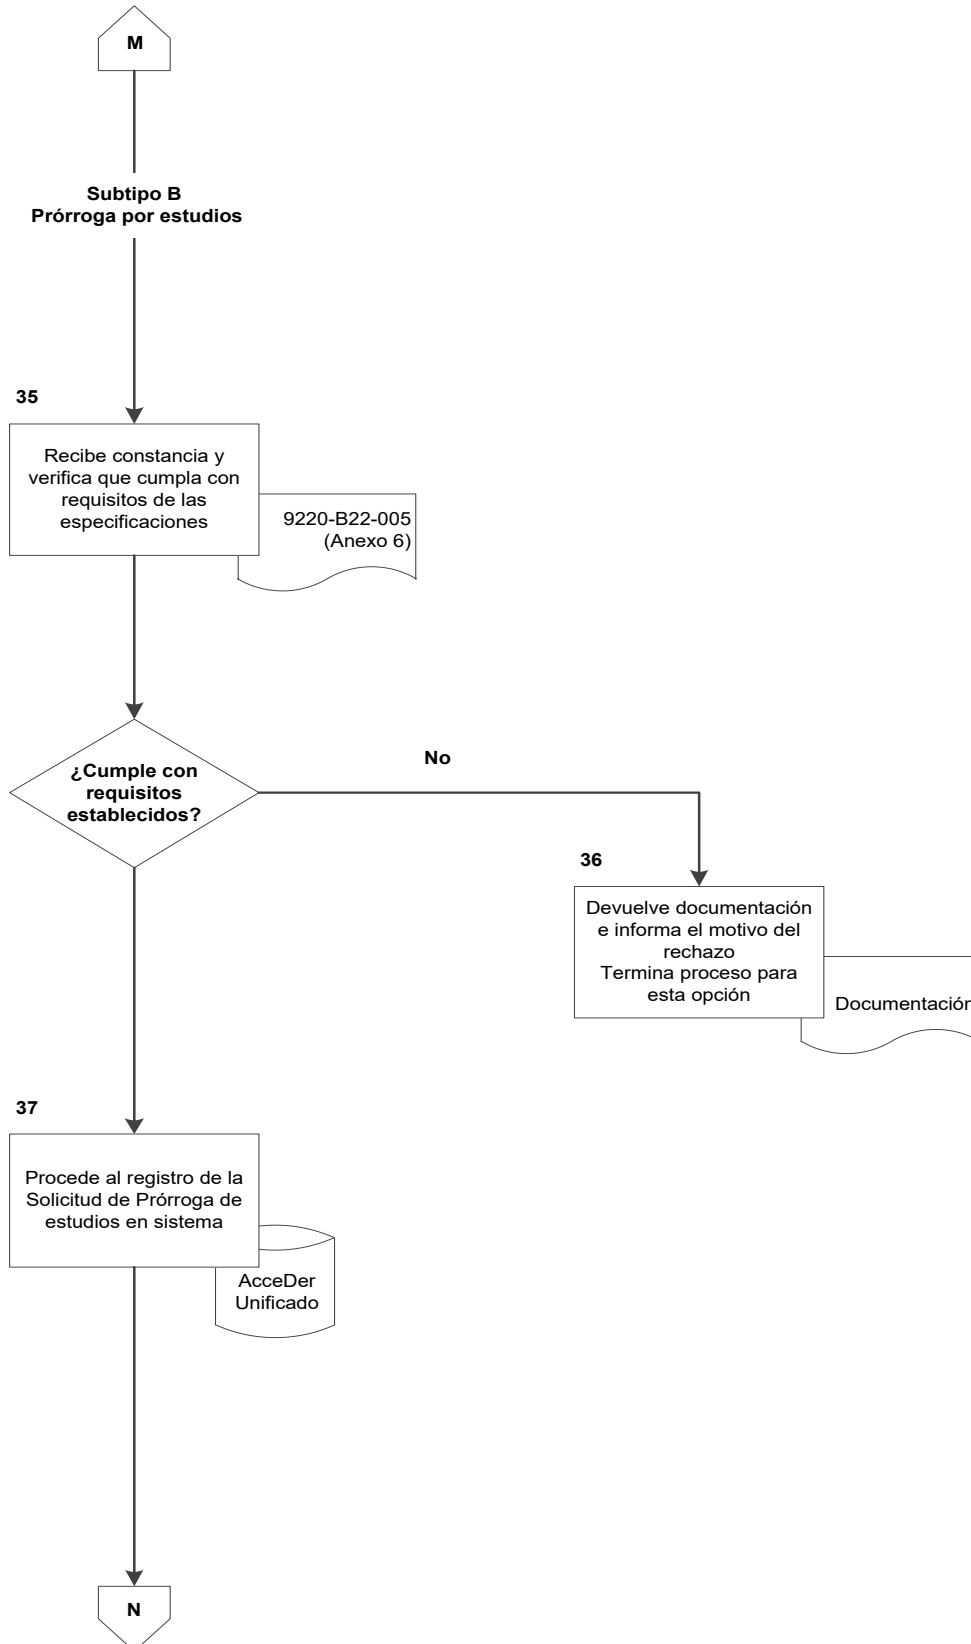 M
Subtipo B
Prórroga por estudios
35
Recibe constancia y
verifica que cumpla con
requisitos de las
especificaciones
9220-B22-005
(Anexo 6)
¿Cumple con
requisitos
establecidos?
No
36
Devuelve documentación
e informa el motivo del
rechazo
Termina proceso para
esta opción
Documentación
37
Procede al registro de la
Solicitud de Prórroga de
estudios en sistema
AcceDer
Unificado
N